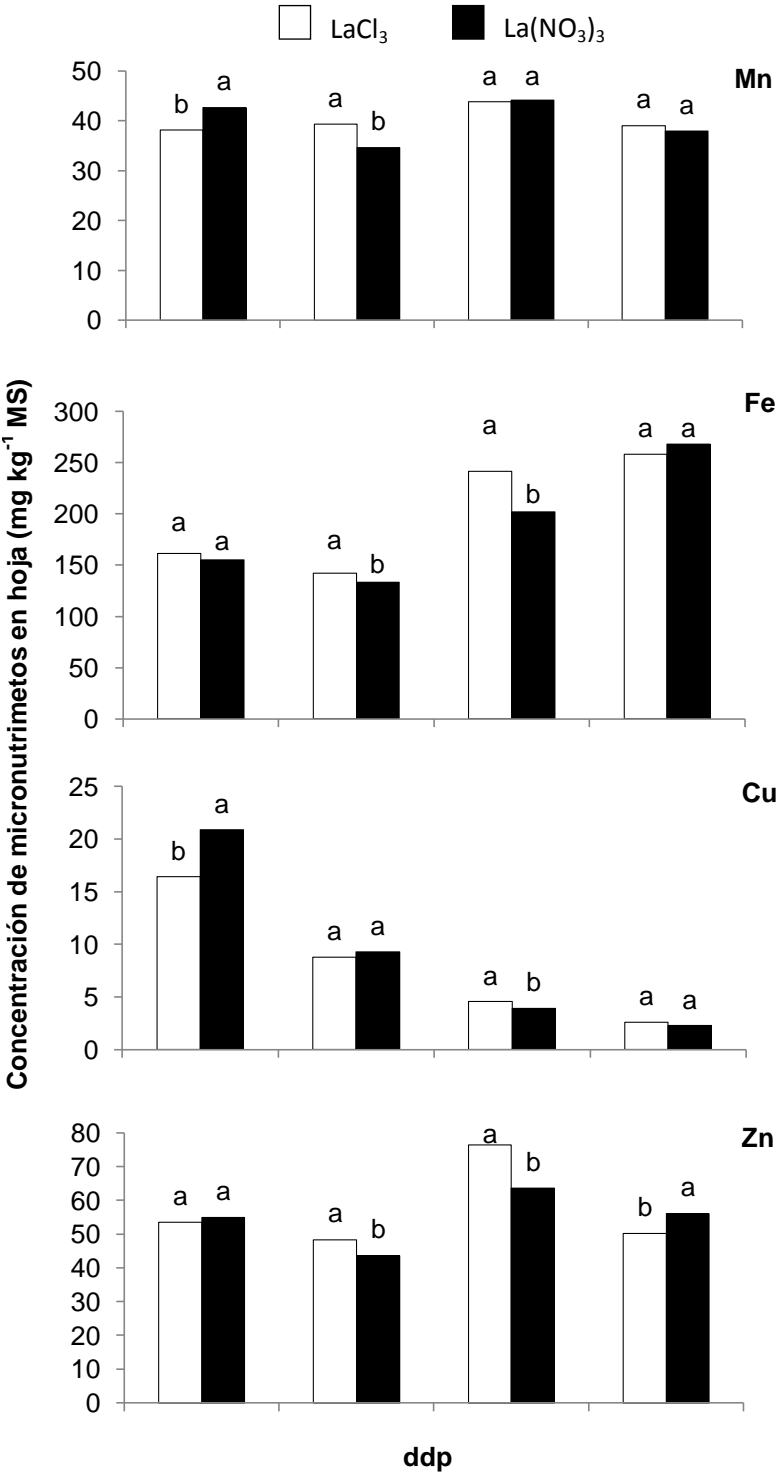 LaCl₃ La(NO₃)₃
Mn
50
40
30
20
10
0
b a a b a a a a
Concentración de micronutrimetos en hoja (mg kg⁻¹ MS)
Fe
300
250
200
150
100
50
0
a a a b a b a a
Cu
25
20
15
10
5
0
b a a a a b a a
Zn
80
70
60
50
40
30
20
10
0
a a a b a b b a
ddp